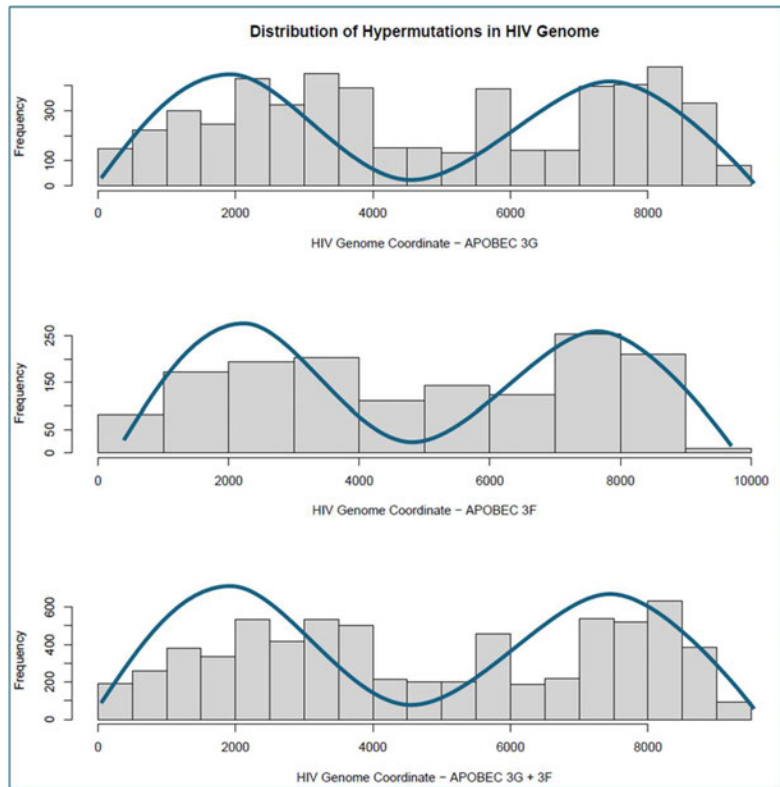 Distribution of Hypermutations in HIV Genome
Frequency
0
100
300
0 2000 4000 6000 8000
HIV Genome Coordinate − APOBEC 3G
Frequency
0
50
150
250
0 2000 4000 6000 8000 10000
HIV Genome Coordinate − APOBEC 3F
Frequency
0
200
400
600
0 2000 4000 6000 8000
HIV Genome Coordinate − APOBEC 3G + 3F